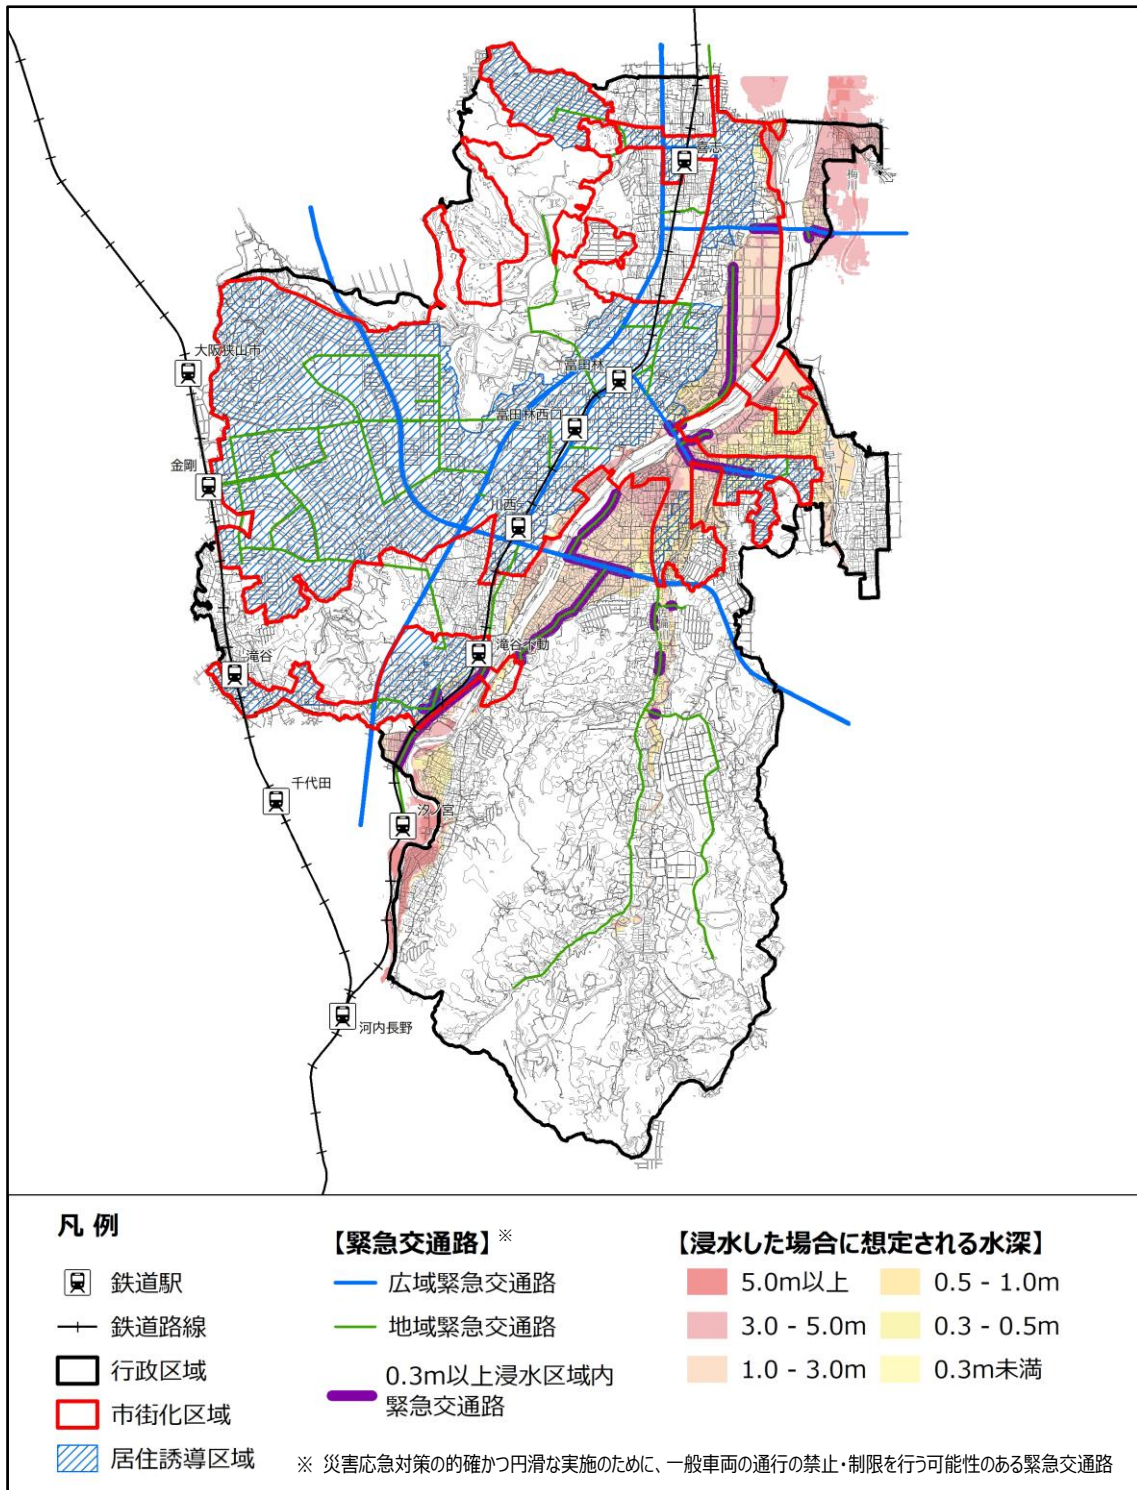 喜志
梅川
石川
大阪狭山市
富田林
富田林西口
金剛
川西
滝谷不動
滝谷
千代田
汐ノ宮
河内長野
凡 例
鉄道駅
鉄道路線
行政区域
市街化区域
居住誘導区域
【緊急交通路】※
広域緊急交通路
地域緊急交通路
0.3m以上浸水区域内
緊急交通路
【浸水した場合に想定される水深】
5.0m以上
0.5 - 1.0m
3.0 - 5.0m
0.3 - 0.5m
1.0 - 3.0m
0.3m未満
※ 災害応急対策の的確かつ円滑な実施のために、一般車両の通行の禁止・制限を行う可能性のある緊急交通路